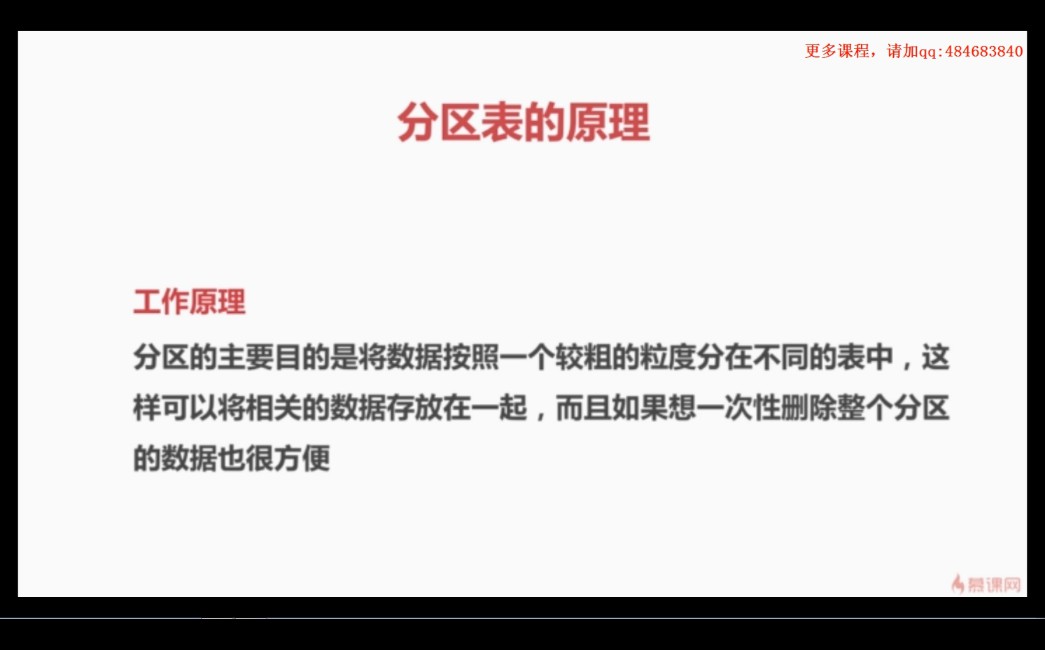 更多课程，请加qq:484683840
分区表的原理
工作原理
分区的主要目的是将数据按照一个较粗的粒度分在不同的表中，这
样可以将相关的数据存放在一起，而且如果想一次性删除整个分区
的数据也很方便
慕课网